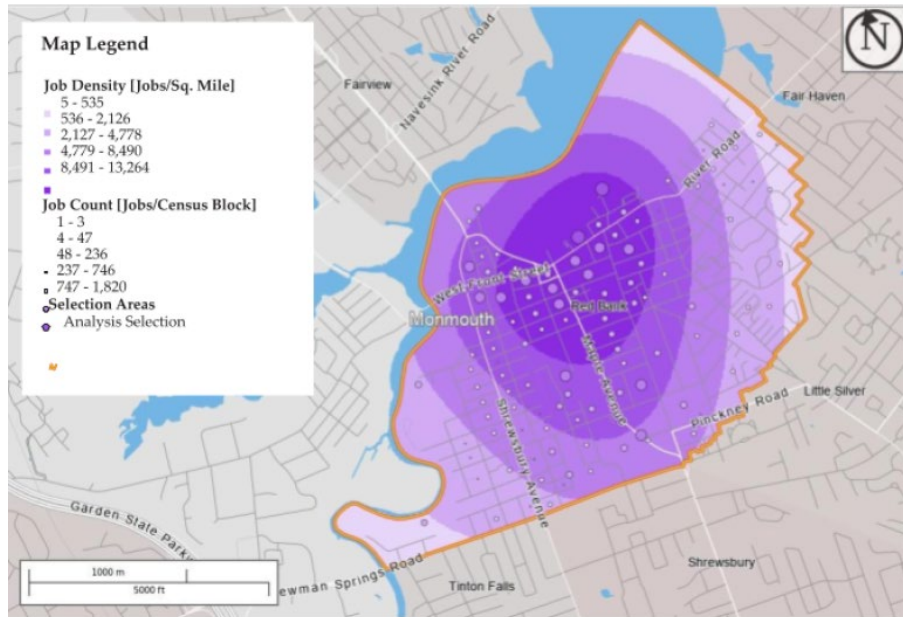 Map Legend
Job Density [Jobs/Sq. Mile]
5 - 535
536 - 2,126
2,127 - 4,778
4,779 - 8,490
8,491 - 13,264
Job Count [Jobs/Census Block]
1 - 3
4 - 47
48 - 236
237 - 746
747 - 1,820
Selection Areas
Analysis Selection
N
Fairview
Navesink River Road
Fair Haven
River Road
West Front Street
Red Bank
Monmouth
Maple Avenue
Shrewsbury Avenue
Pinckney Road
Little Silver
Garden State Park
ewman Springs Road
Tinton Falls
Shrewsbury
1000 m
5000 ft